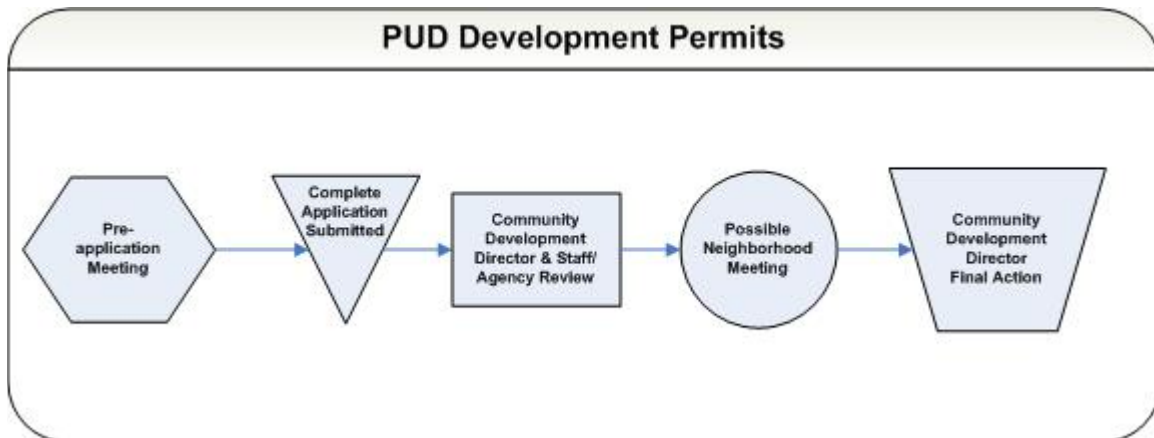 PUD Development Permits
Pre-
application
Meeting
Complete
Application
Submitted
Community
Development
Director & Staff/
Agency Review
Possible
Neighborhood
Meeting
Community
Development
Director
Final Action